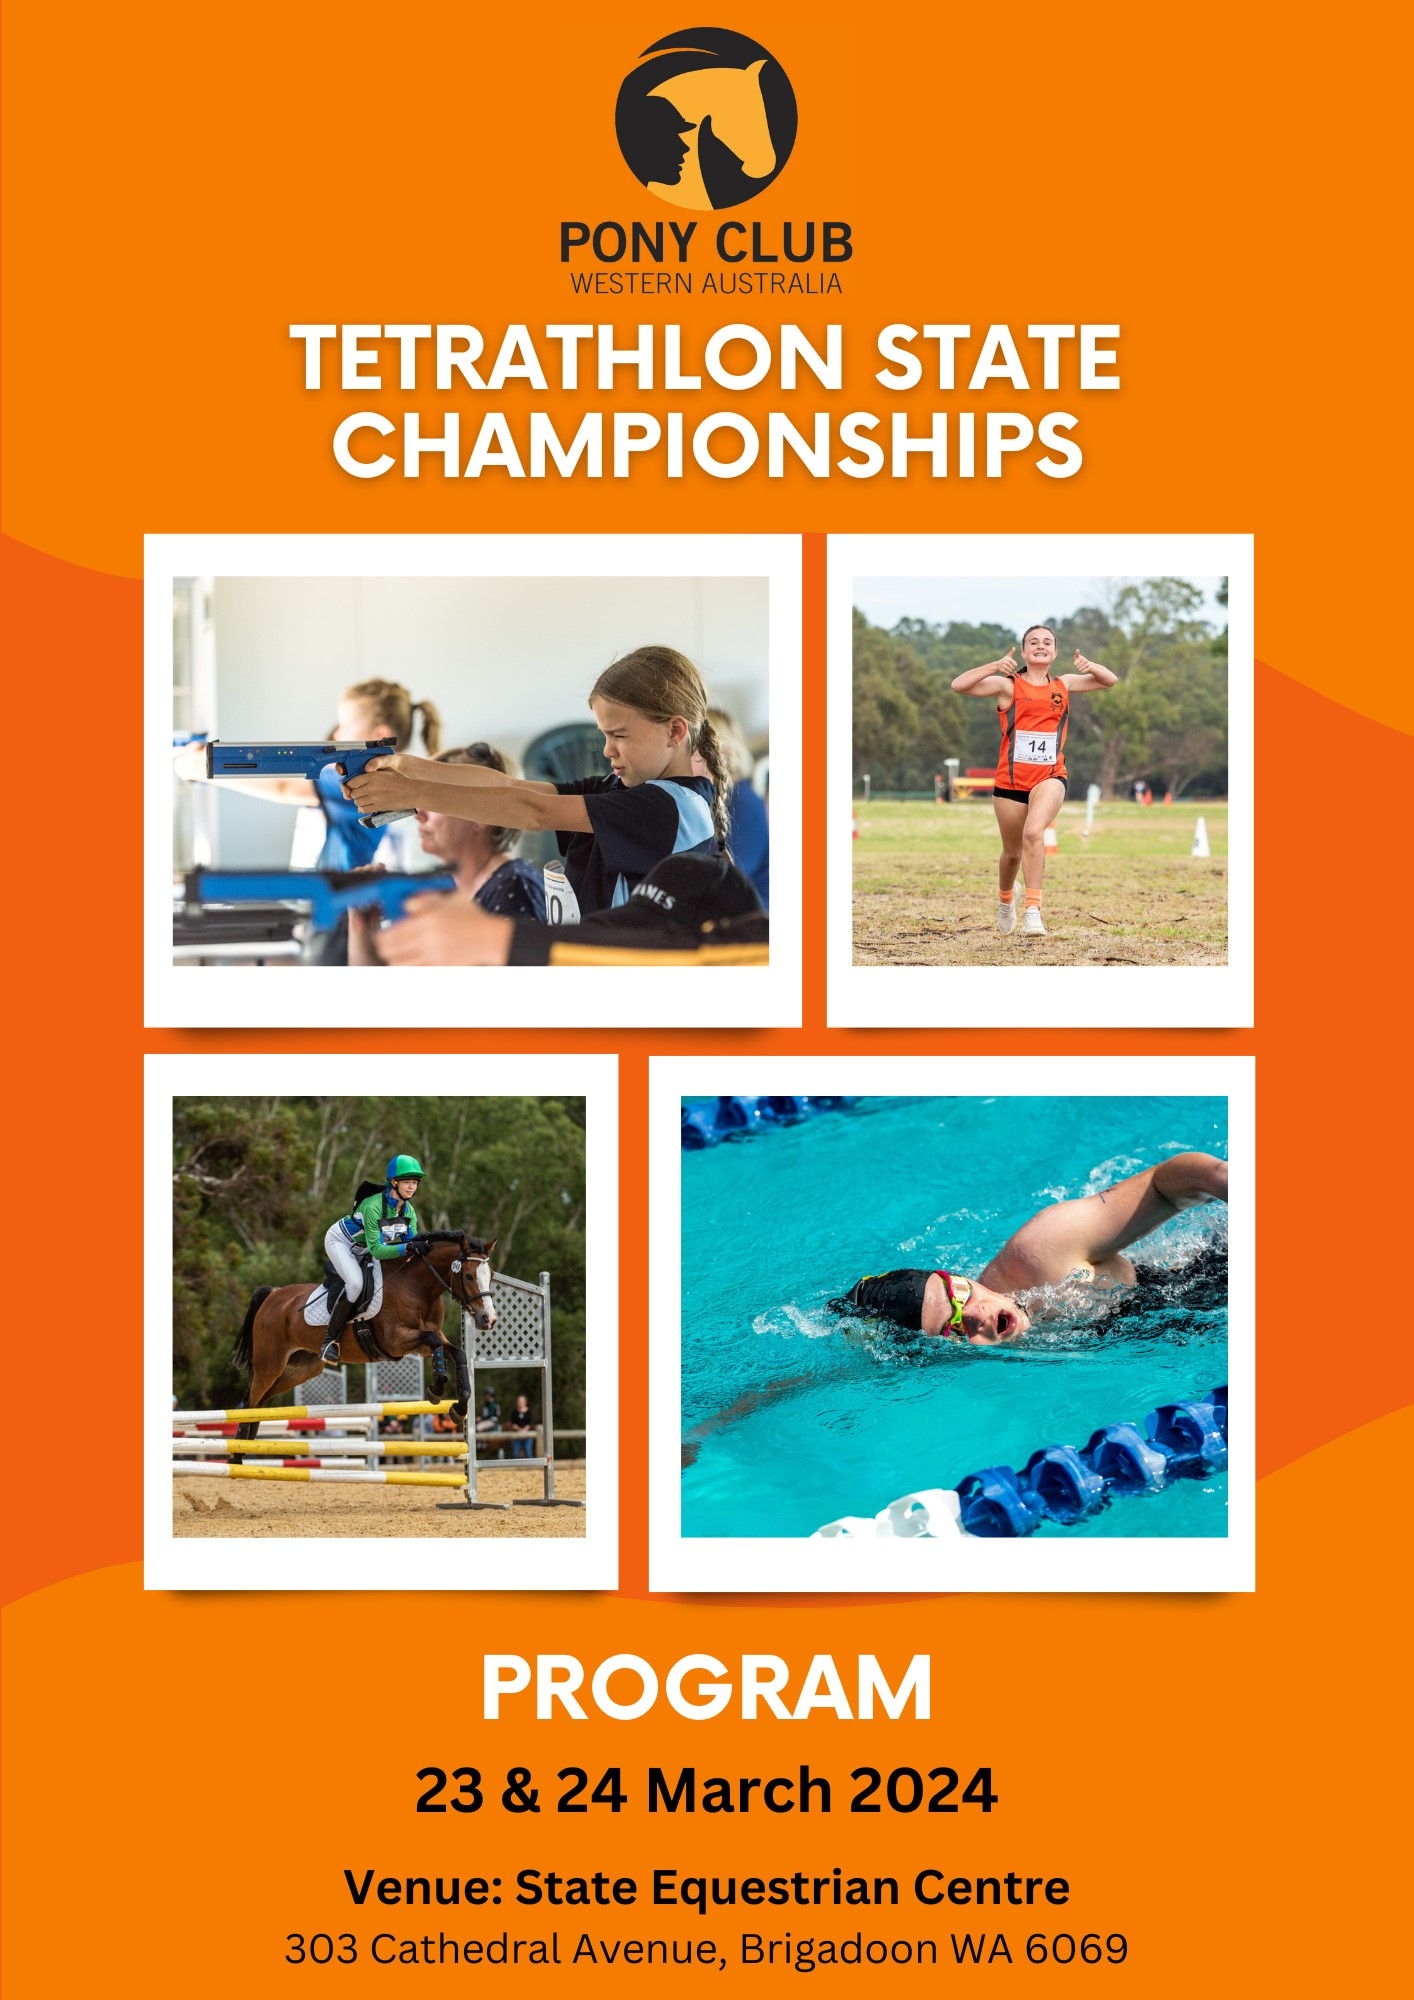 PONY CLUB
WESTERN AUSTRALIA
TETRATHLON STATE
CHAMPIONSHIPS
14
PROGRAM
23 & 24 March 2024
Venue: State Equestrian Centre
303 Cathedral Avenue, Brigadoon WA 6069